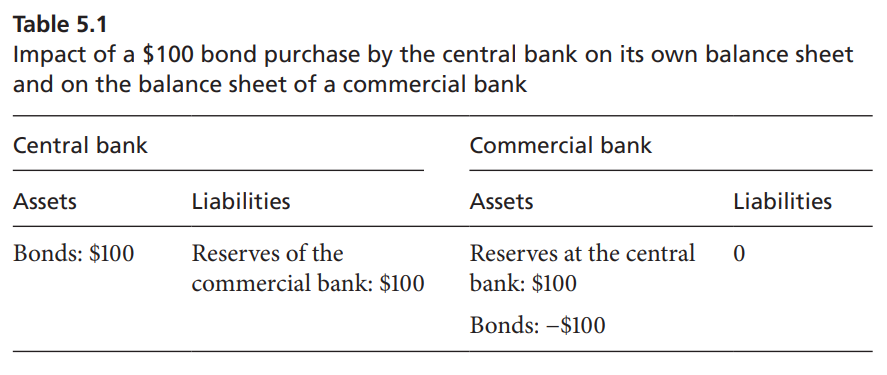 Table 5.1
Impact of a $100 bond purchase by the central bank on its own balance sheet
and on the balance sheet of a commercial bank
Central bank Commercial bank
Assets Liabilities Assets Liabilities
Bonds: $100 Reserves of the Reserves at the central 0
commercial bank: $100 bank: $100
Bonds: −$100